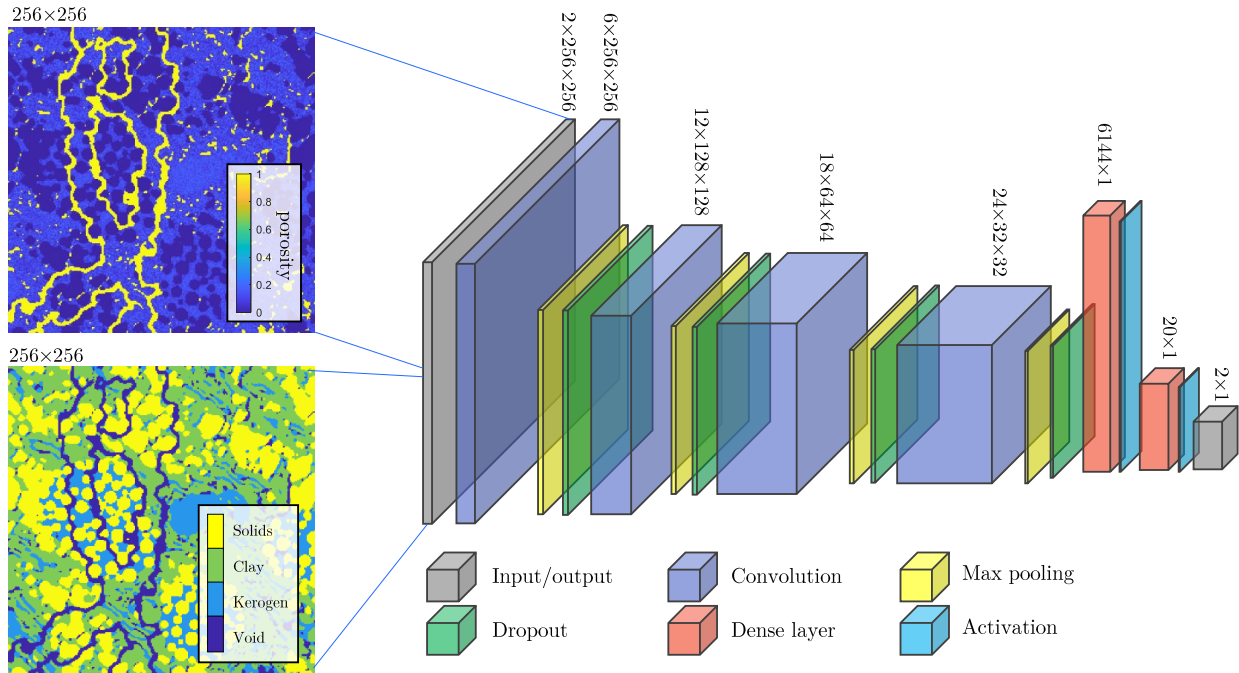 256×256
1
0.8
0.6
0.4
0.2
0
porosity
256×256
Solids
Clay
Kerogen
Void
2×256×256
6×256×256
12×128×128
18×64×64
24×32×32
6144×1
20×1
2×1
Input/output
Convolution
Max pooling
Dropout
Dense layer
Activation